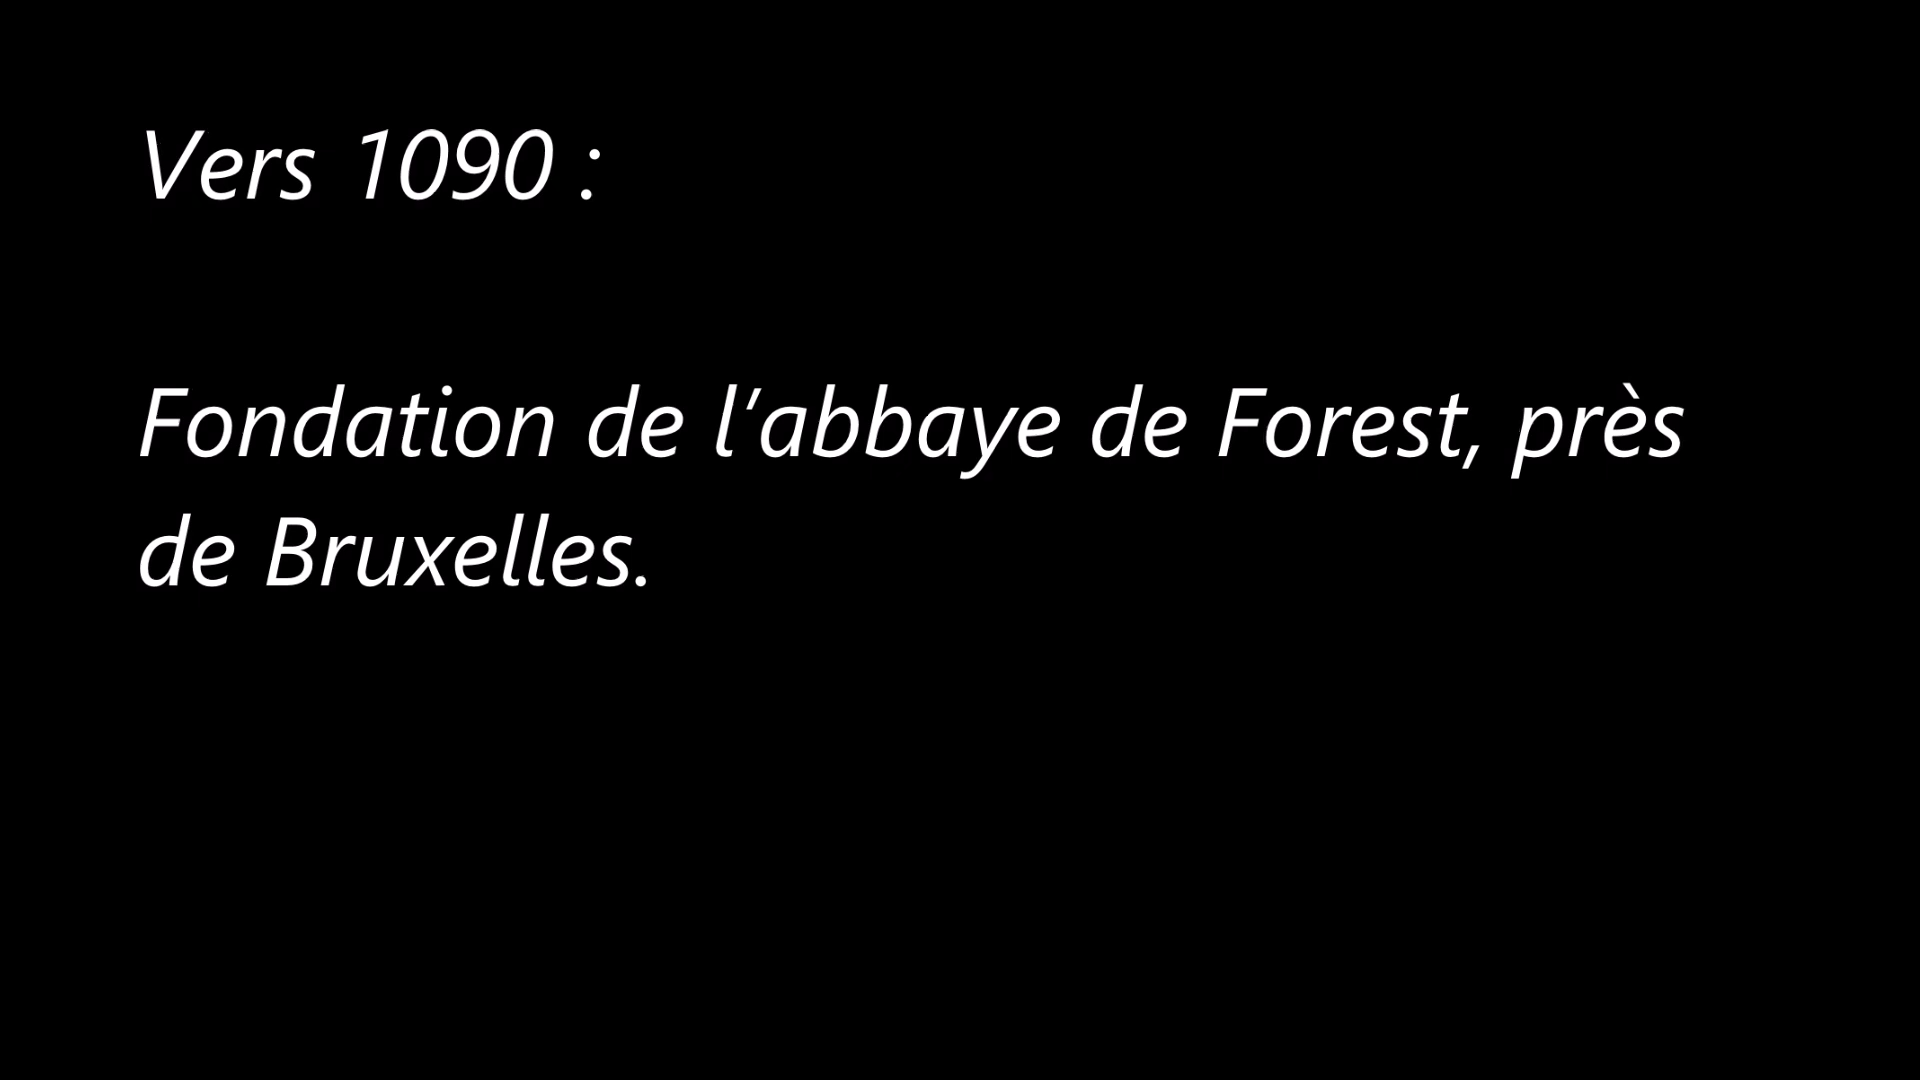 Vers 1090 :
Fondation de l’abbaye de Forest, près
de Bruxelles.